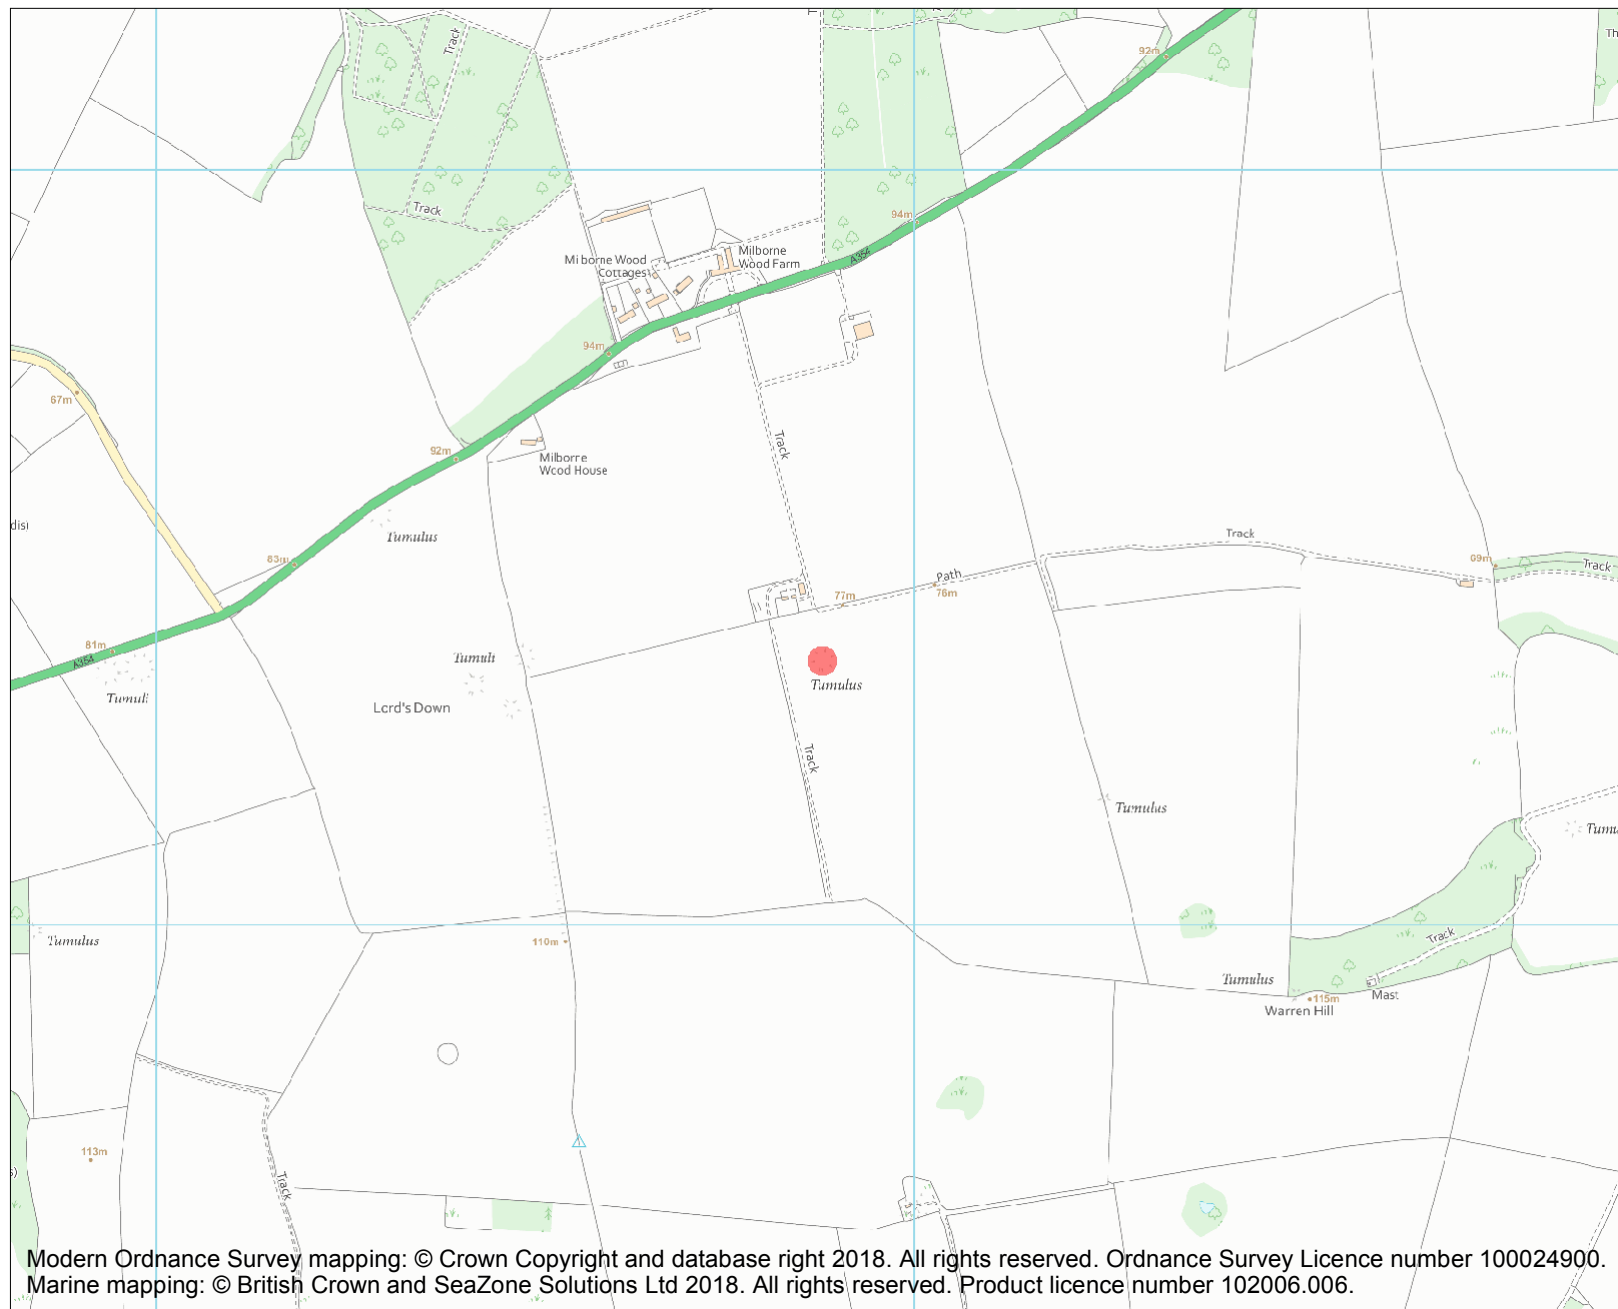 Track
92m
Track
94m
Milborne
Wood Farm
Mi borne Wood
Cottages
A354
94m
67m
Track
92m
Milborne
Wood House
Tumulus
83m
Track
69m
Track
Path
77m
76m
81m
A354
Tumuli
Tumuli
Tumulus
Lord's Down
Track
Tumulus
Tumu
Tumulus
110m
Track
Tumulus
115m
Mast
Warren Hill
113m
Track
Modern Ordnance Survey mapping: © Crown Copyright and database right 2018. All rights reserved. Ordnance Survey Licence number 100024900.
Marine mapping: © British Crown and SeaZone Solutions Ltd 2018. All rights reserved. Product licence number 102006.006.